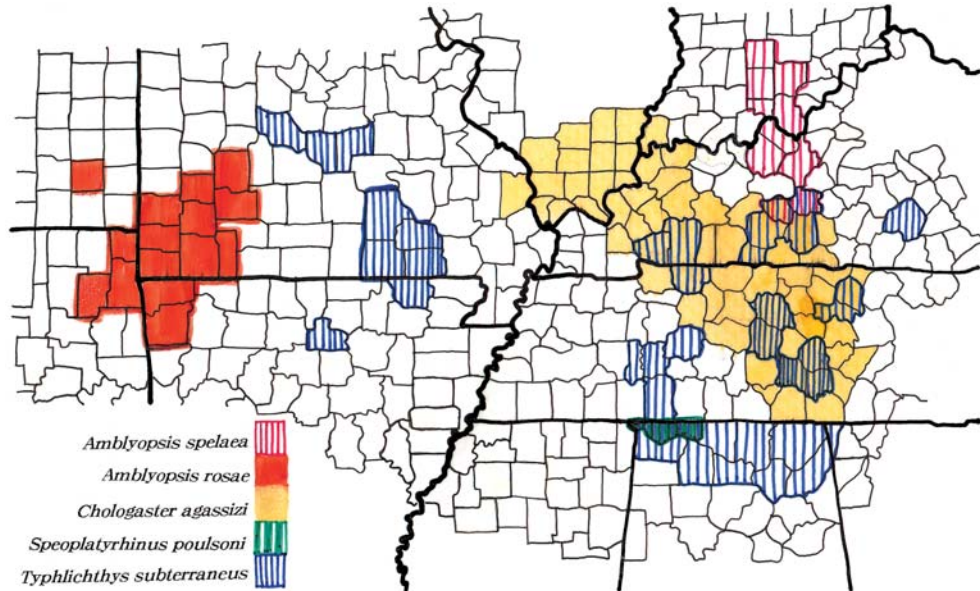 Amblyopsis spelaea
Amblyopsis rosae
Chologaster agassizi
Speoplatyrhinus poulsoni
Typhlichthys subterraneus